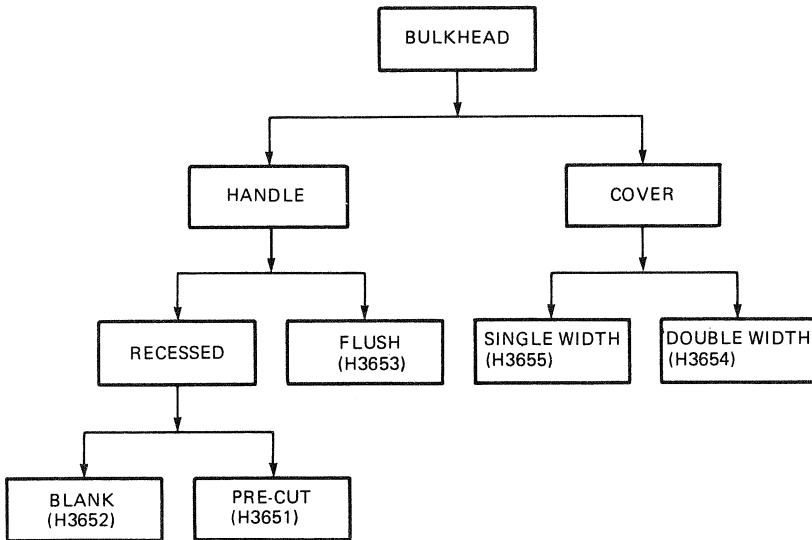 BULKHEAD
HANDLE
COVER
RECESSED
FLUSH
(H3653)
SINGLE WIDTH
(H3655)
DOUBLE WIDTH
(H3654)
BLANK
(H3652)
PRE-CUT
(H3651)